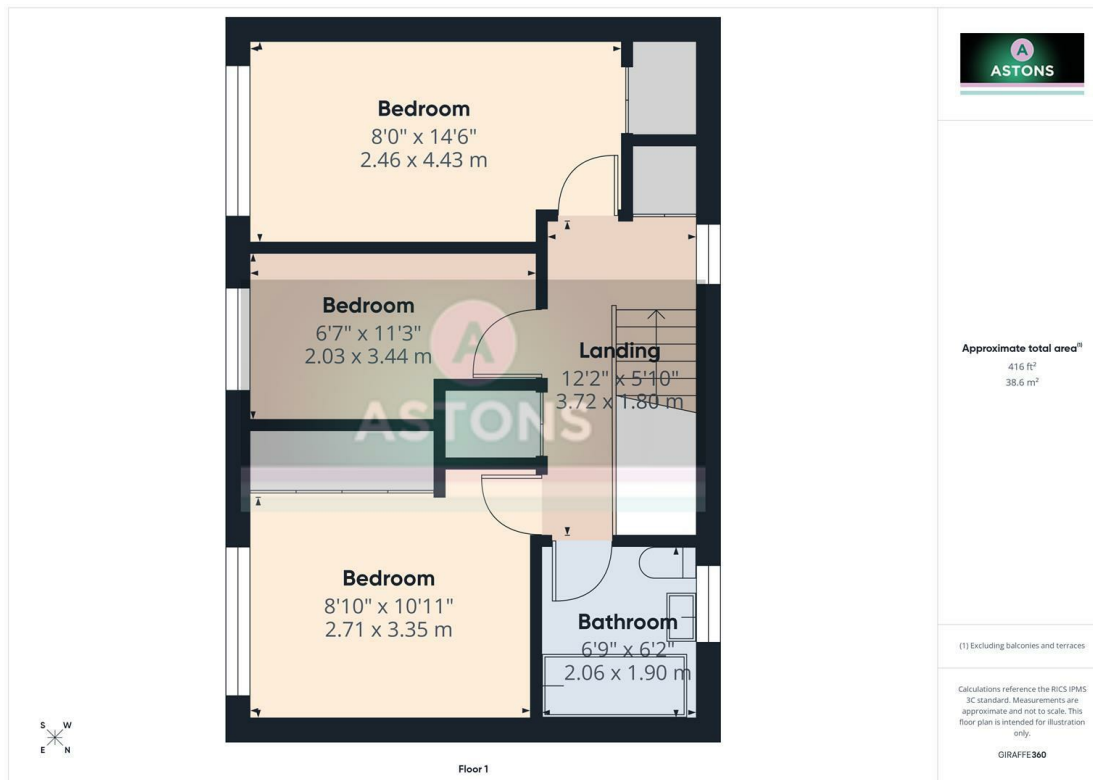 Bedroom
8'0" x 14'6"
2.46 x 4.43 m
Bedroom
6'7" x 11'3"
2.03 x 3.44 m
Landing
12'2" x 5'10"
3.72 x 1.80 m
A
ASTONS
Bedroom
8'10" x 10'11"
2.71 x 3.35 m
Bathroom
6'9" x 6'2"
2.06 x 1.90 m
S W
E N
Floor 1
A
ASTONS
Approximate total area(1)
416 ft²
38.6 m²
(1) Excluding balconies and terraces
Calculations reference the RICS IPMS
3C standard. Measurements are
approximate and not to scale. This
floor plan is intended for illustration
only.
GIRAFFE360